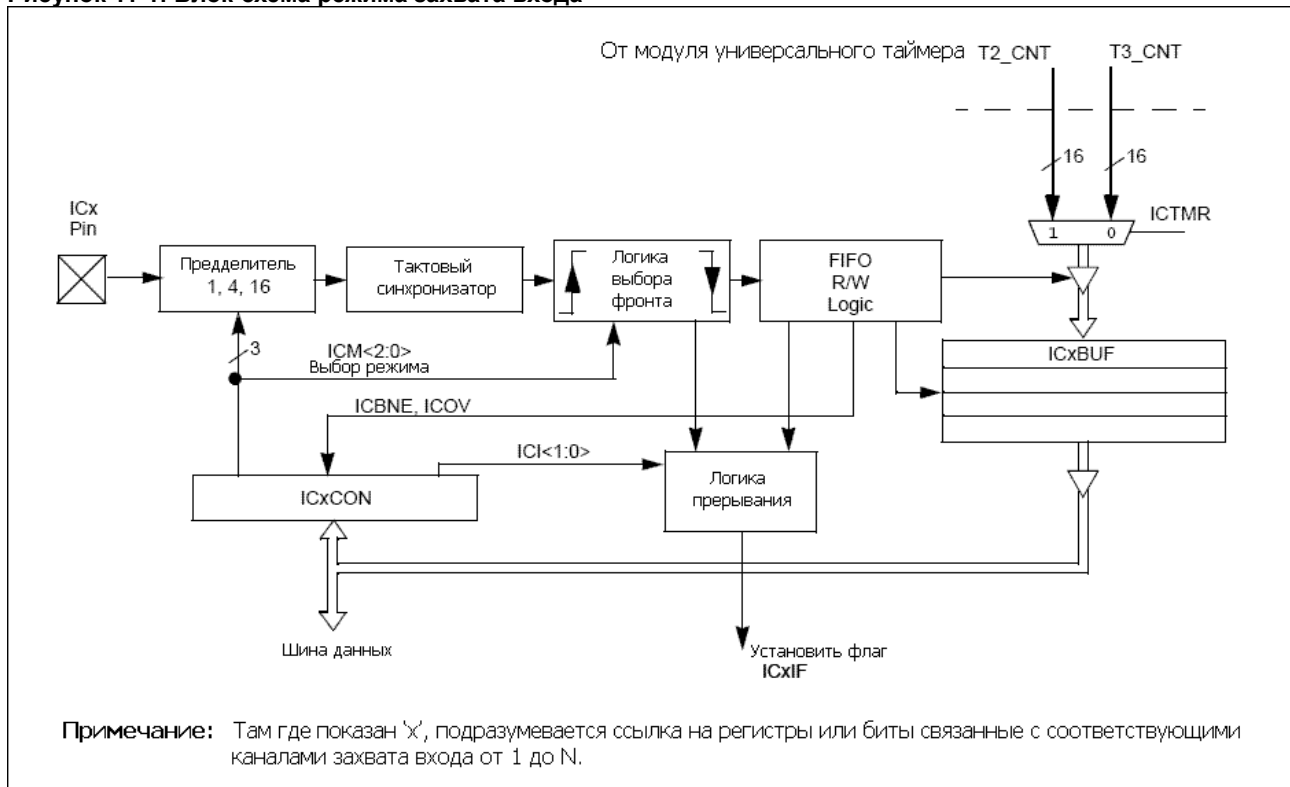 От модуля универсального таймера T2_CNT T3_CNT
16 16
ICx
Pin
ICTMR
1 0
Предделитель
1, 4, 16
Тактовый
синхронизатор
Логика
выбора
фронта
FIFO
R/W
Logic
3
ICM<2:0>
Выбор режима
ICxBUF
ICBNE, ICOV
ICI<1:0>
ICxCON
Логика
прерывания
Шина данных
Установить флаг
ICxIF
Примечание: Там где показан 'x', подразумевается ссылка на регистры или биты связанные с соответствующими
каналами захвата входа от 1 до N.